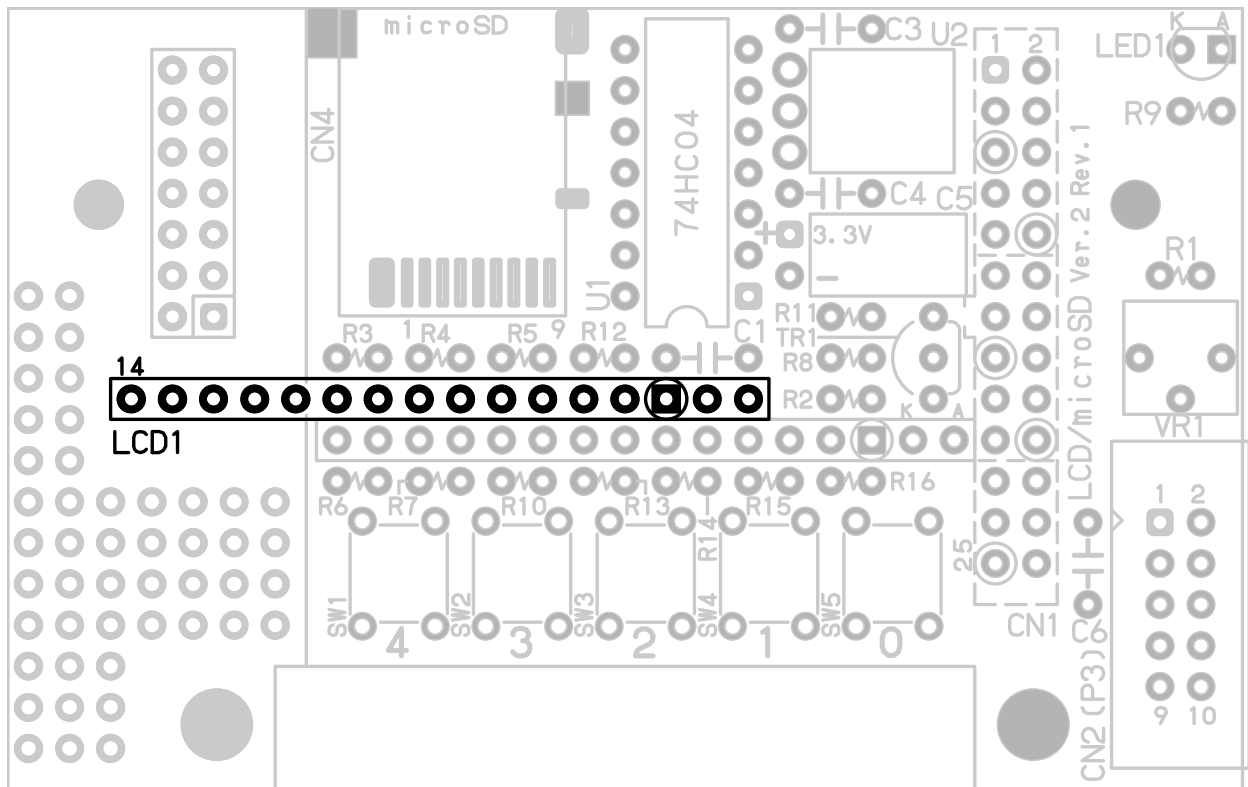 microSD
C3
U2
1 2
K A
LED1
R9
CN4
74HC04
C4 C5
+ 3.3V
−
LCD/microSD Ver.2 Rev.1
R1
U1
R3 1 R4 R5 9 R12 C1
R11
TR1
R8
R2
K A
14
LCD1
VR1
R6 R7 R10 R13 R14 R15 R16
25
1 2
SW1 SW2 SW3 SW4 SW5
4 3 2 1 0
CN1 C6
CN2(P3)
9 10